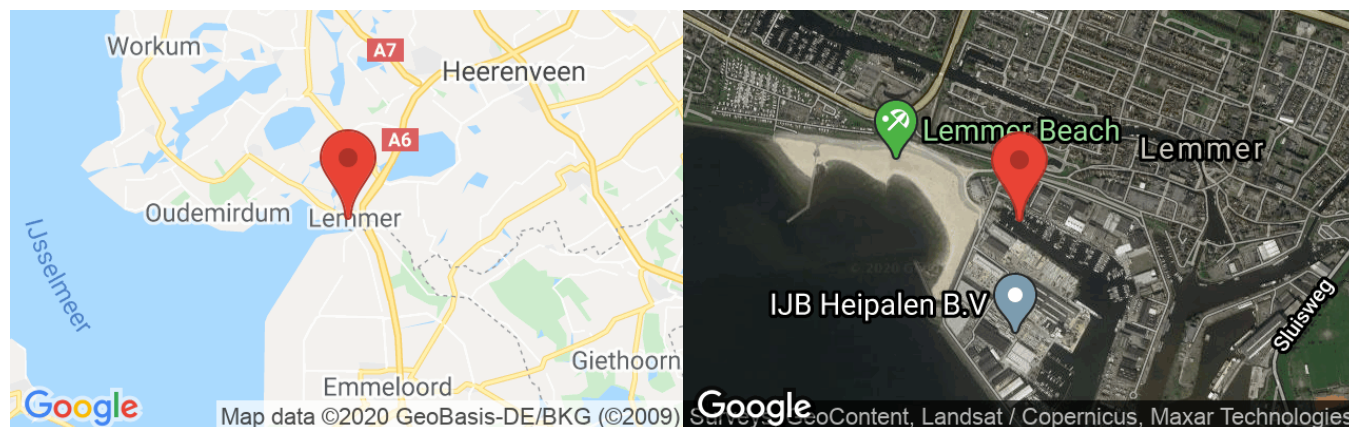 Workum
A7
Heerenveen
A6
Oudemirdum
Lemmer
IJsselmeer
Giethoorn
Emmeloord
Google
Map data ©2020 GeoBasis-DE/BKG (©2009)
Lemmer Beach
Lemmer
IJB Heipalen B.V
Sluisweg
Google
Surveys, GeoContent, Landsat / Copernicus, Maxar Technologies